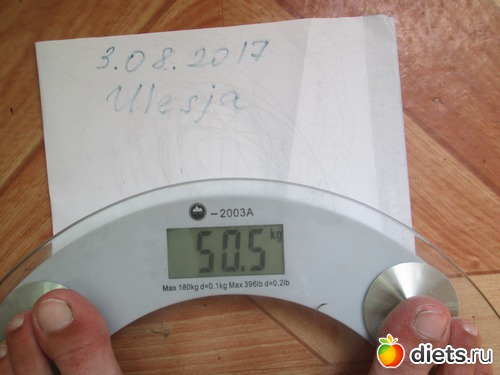 3.08.2017
Ulesja
-2003A
50.5 kg
Max 180kg d=0.1kg Max 396lb d=0.2lb
diets.ru